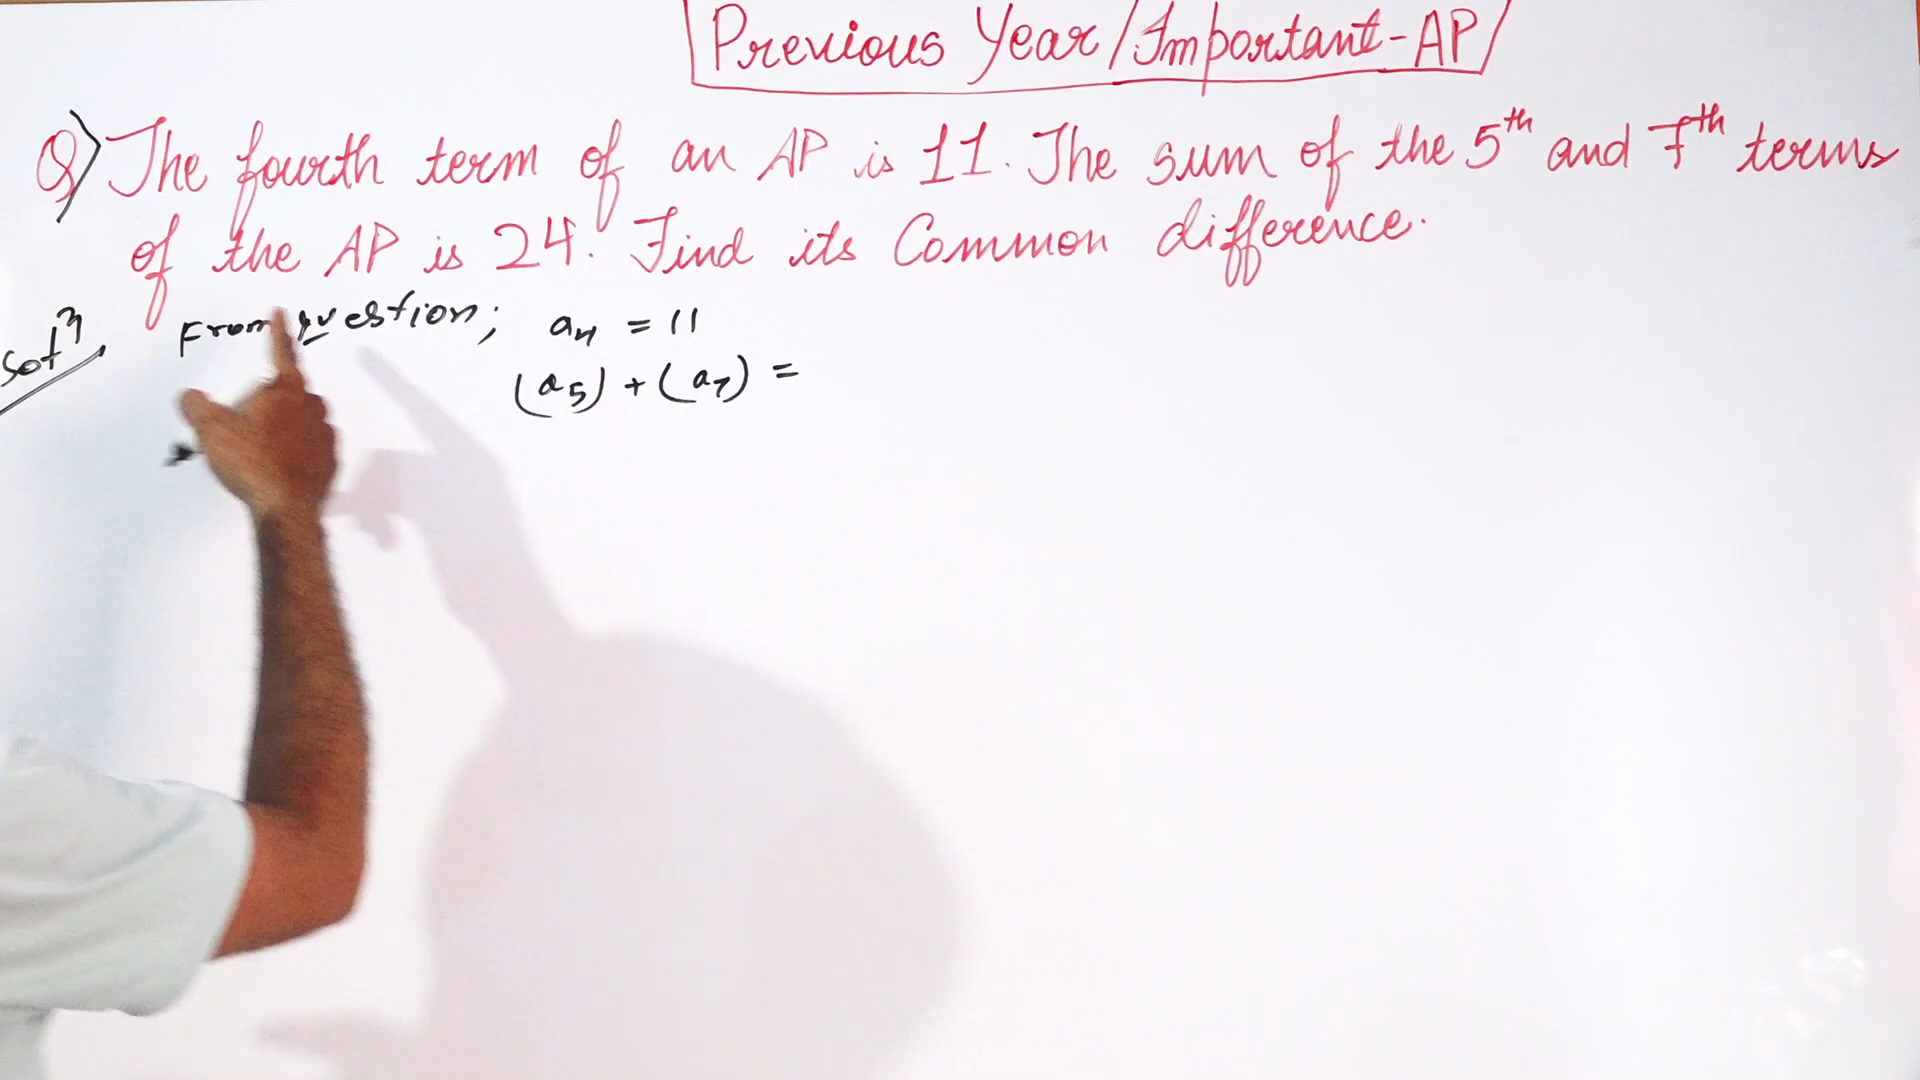 Previous Year/Important-AP
Q) The fourth term of an AP is 11. The sum of the 5th and 7th terms
of the AP is 24. Find its Common difference.
Solⁿ From question; a₄ = 11
(a₅) + (a₇) =